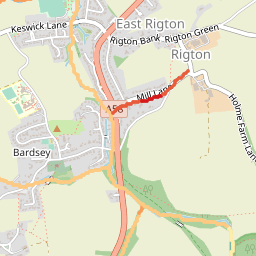 Keswick Lane
East Rigton
Rigton Bank
Rigton Green
Rigton
Mill Lane
A58
Holme Farm Lane
Bardsey